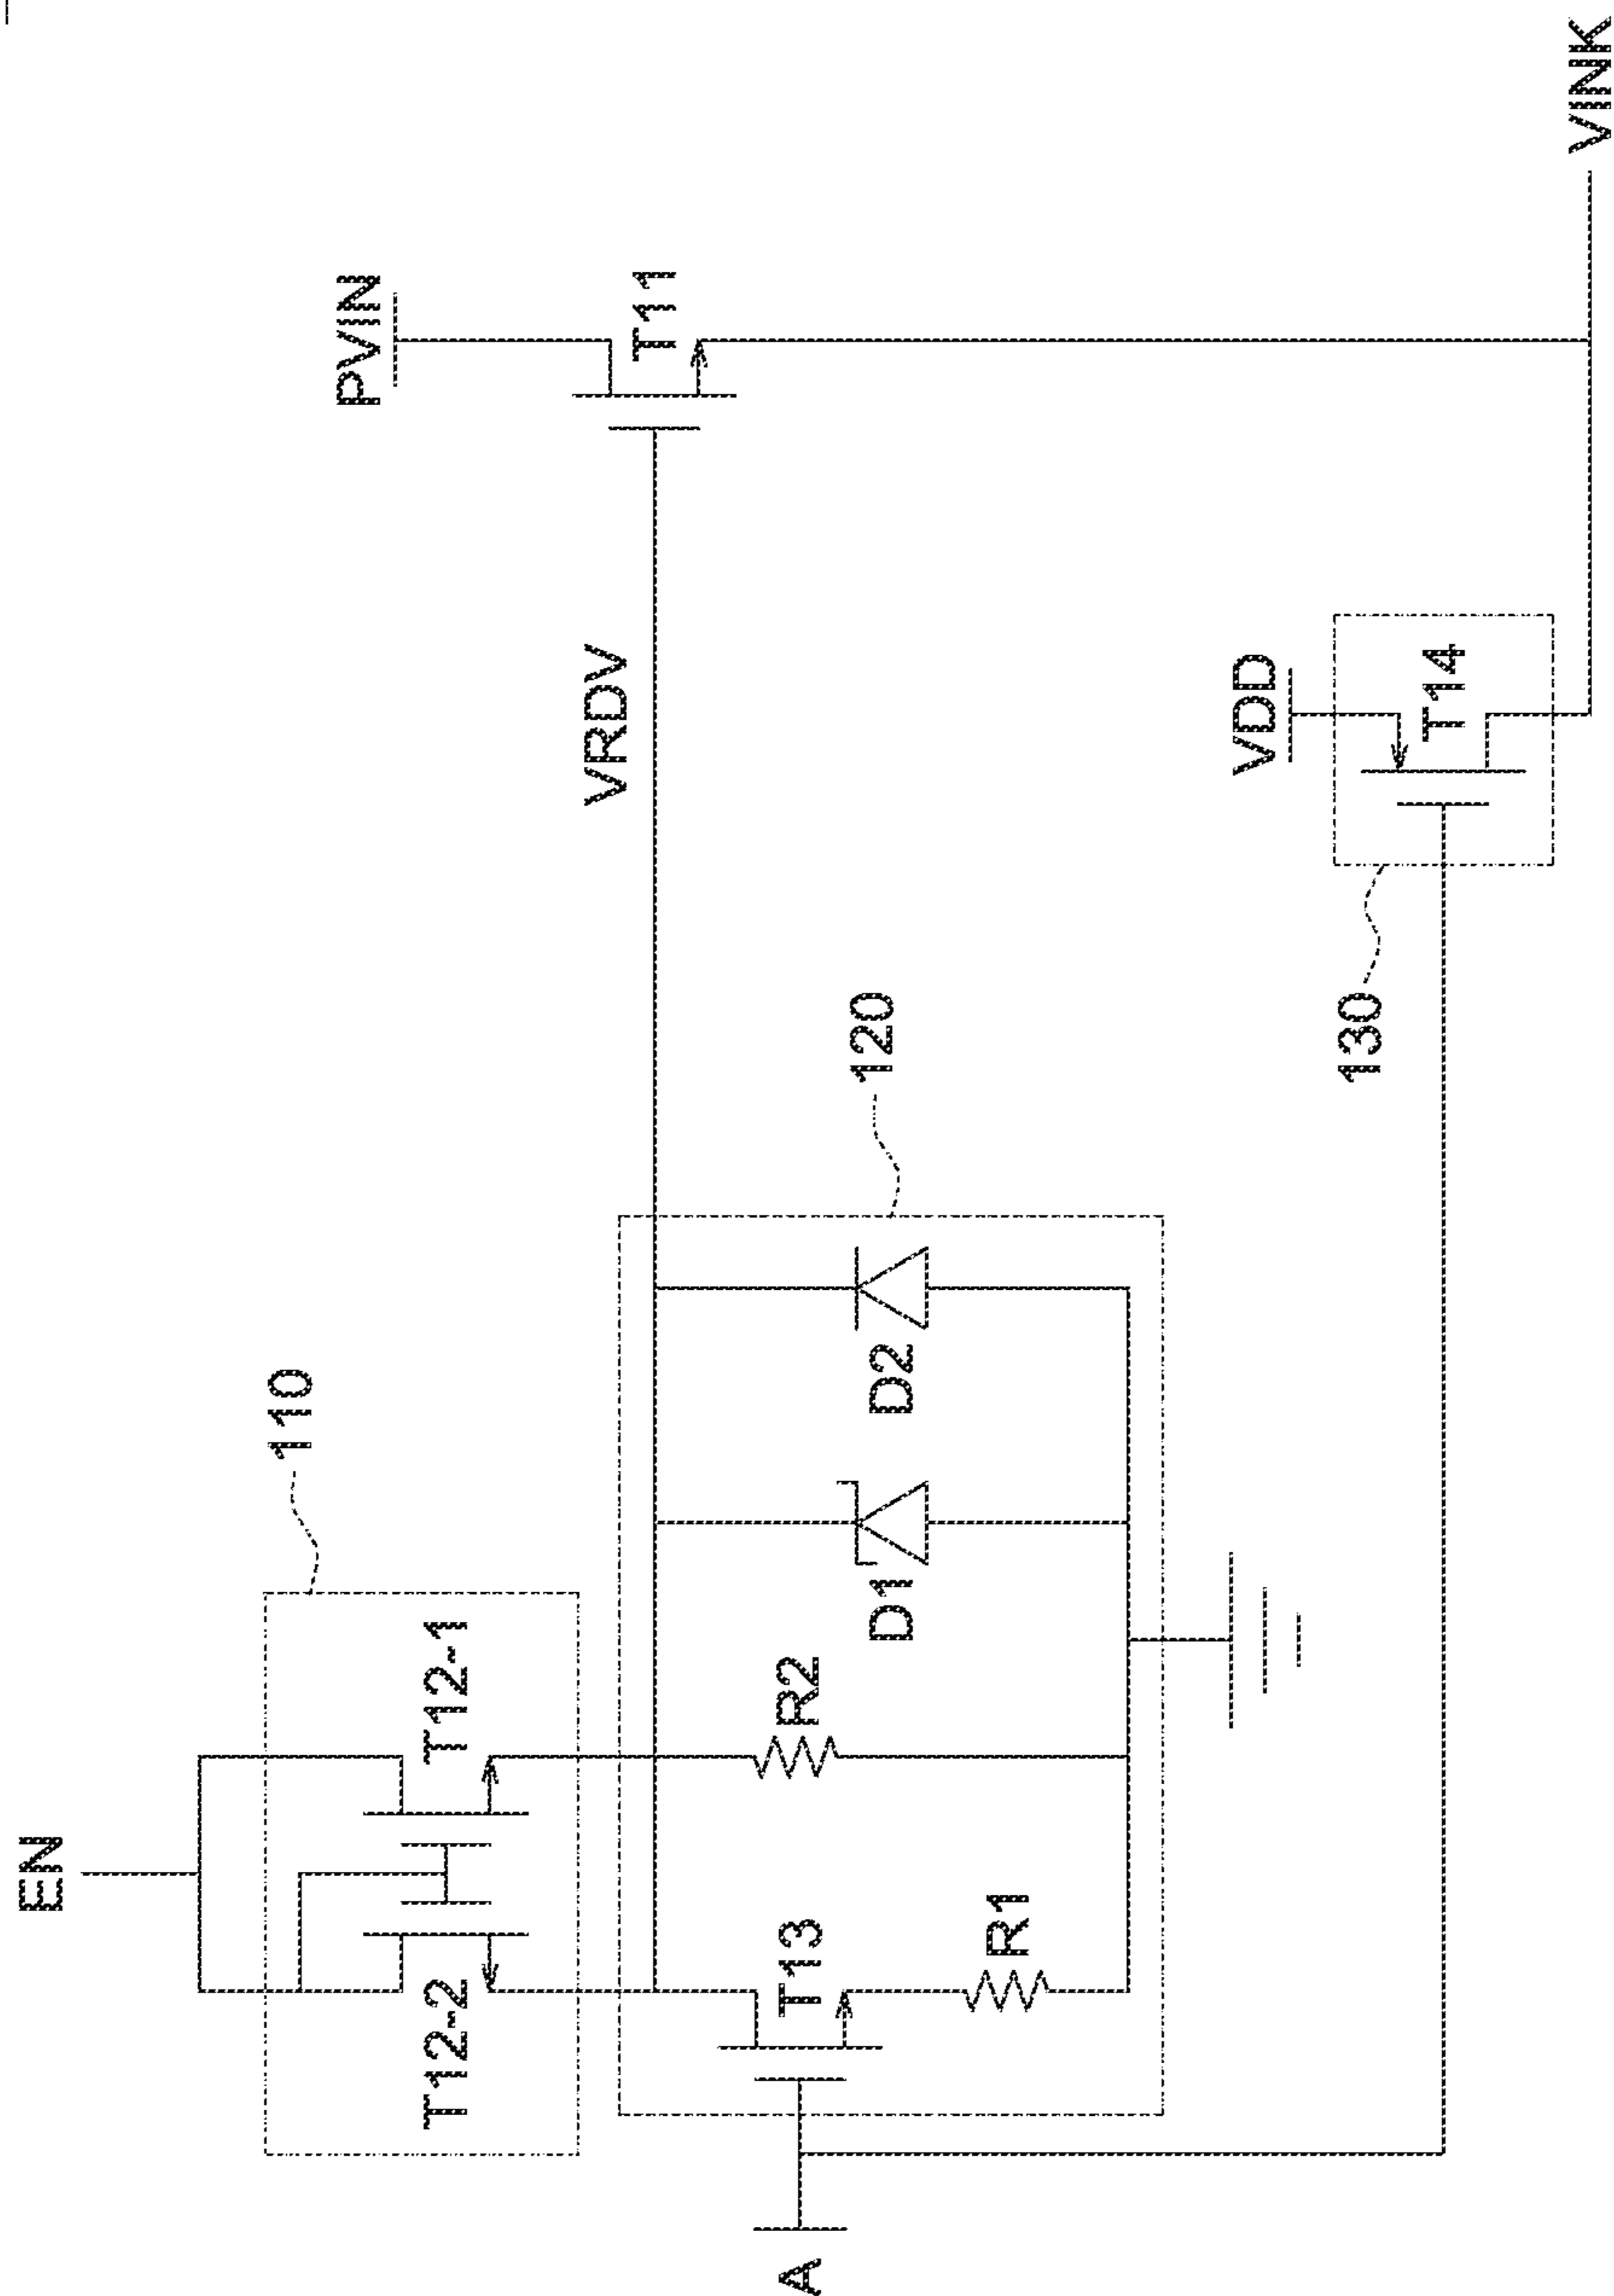 EN
PVIN
110
T12-2
T12-1
T11
VRDV
120
T13
R2
D1
D2
R1
A
VDD
T14
130
VINK